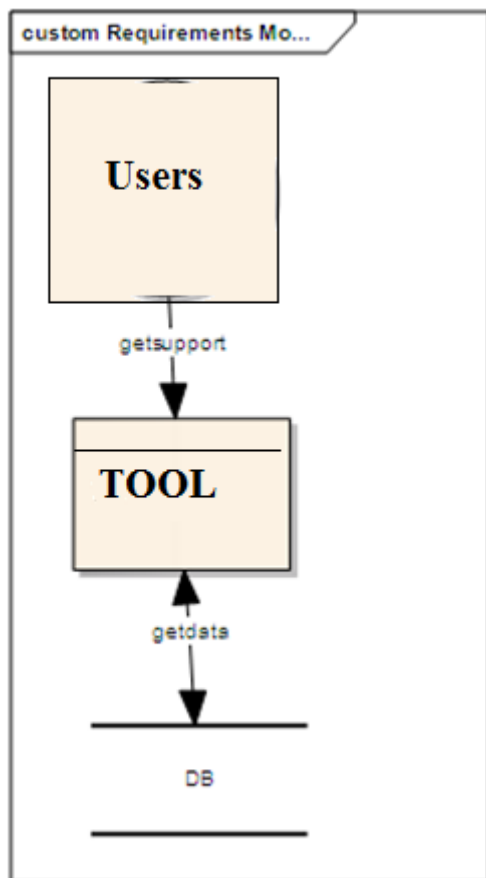 custom Requirements Mo...
Users
getsupport
TOOL
getdata
DB